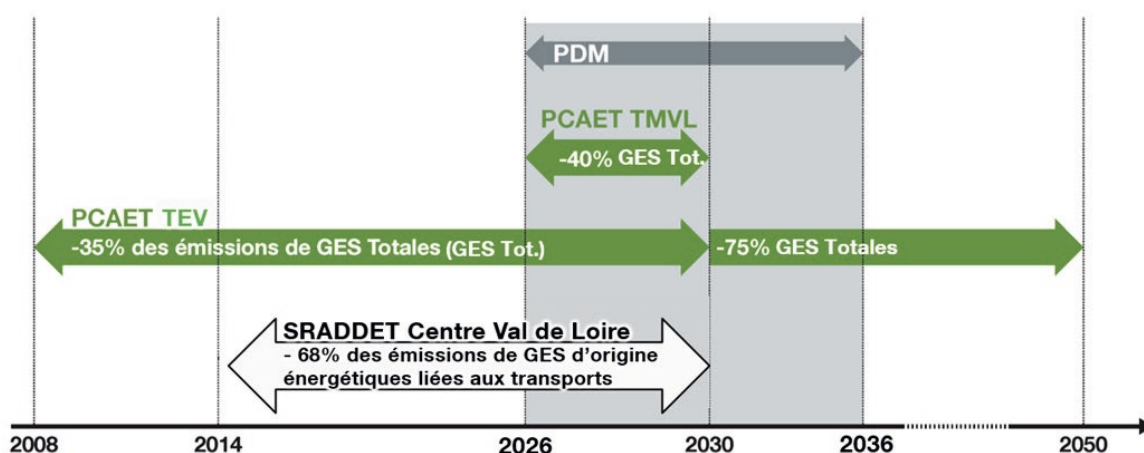 PDM
PCAET TMVL
-40% GES Tot.
PCAET TEV
-35% des émissions de GES Totales (GES Tot.)
-75% GES Totales
SRADDET Centre Val de Loire
- 68% des émissions de GES d’origine
énergétiques liées aux transports
2008 2014 2026 2030 2036 2050